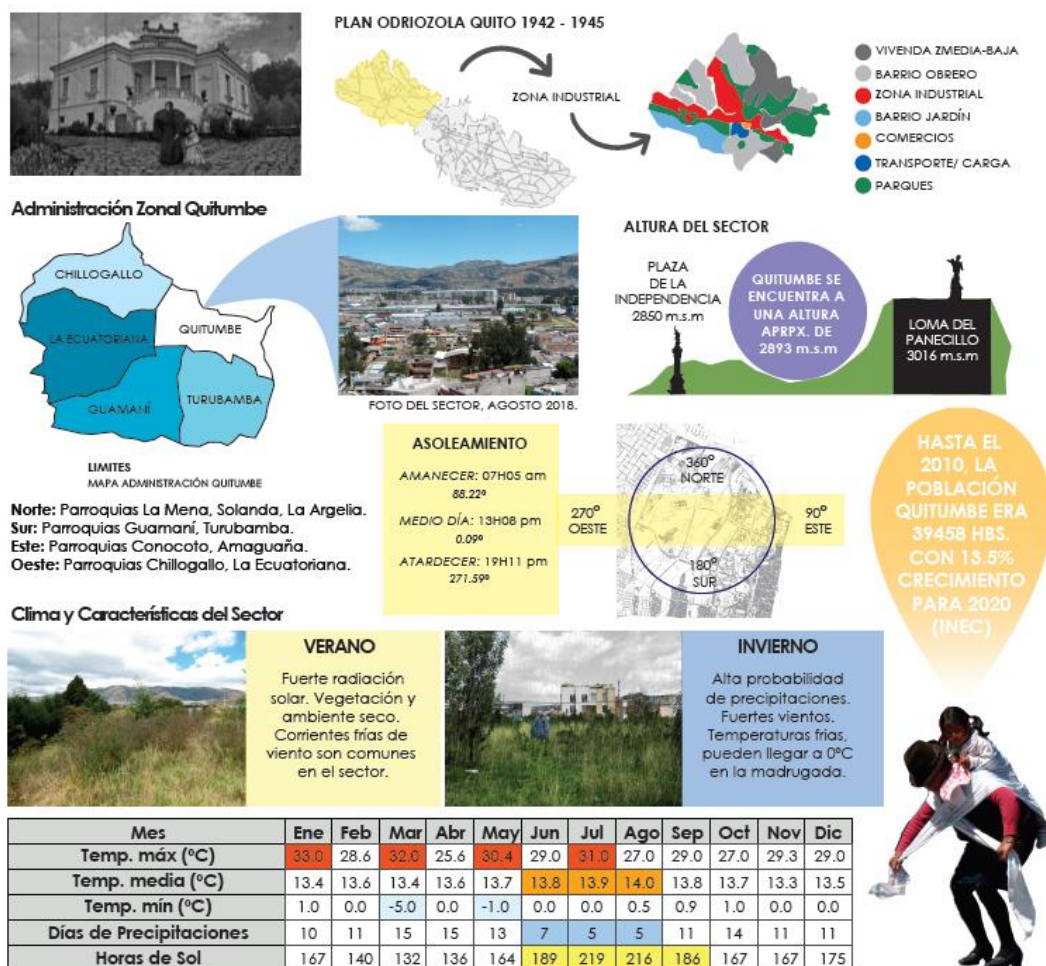 PLAN ODRIOZOLA QUITO 1942 - 1945
ZONA INDUSTRIAL
VIVENDA ZMEDIA-BAJA
BARRIO OBRERO
ZONA INDUSTRIAL
BARRIO JARDÍN
COMERCIOS
TRANSPORTE/ CARGA
PARQUES
Administración Zonal Quitumbe
CHILLOGALLO
LA ECUATORIANA
QUITUMBE
GUAMANÍ
TURUBAMBA
LIMITES
MAPA ADMINISTRACIÓN QUITUMBE
Norte: Parroquias La Mena, Solanda, La Argelia.
Sur: Parroquias Guamaní, Turubamba.
Este: Parroquias Conocoto, Amaguaña.
Oeste: Parroquias Chillogallo, La Ecuatoriana.
FOTO DEL SECTOR, AGOSTO 2018.
ALTURA DEL SECTOR
PLAZA
DE LA
INDEPENDENCIA
2850 m.s.m
QUITUMBE SE
ENCUENTRA A
UNA ALTURA
APRPX. DE
2893 m.s.m
LOMA DEL
PANECILLO
3016 m.s.m
ASOLEAMIENTO
AMANECER: 07H05 am
88.22º
MEDIO DÍA: 13H08 pm
0.09º
ATARDECER: 19H11 pm
271.59º
360º
NORTE
270º
OESTE
90º
ESTE
180º
SUR
HASTA EL
2010, LA
POBLACIÓN
QUITUMBE ERA
39458 HBS.
CON 13.5%
CRECIMIENTO
PARA 2020
(INEC)
Clima y Características del Sector
VERANO
Fuerte radiación
solar. Vegetación y
ambiente seco.
Corrientes frías de
viento son comunes
en el sector.
INVIERNO
Alta probabilidad
de precipitaciones.
Fuertes vientos.
Temperaturas frias,
pueden llegar a 0ºC
en la madrugada.
Mes Ene Feb Mar Abr May Jun Jul Ago Sep Oct Nov Dic
Temp. máx (ºC) 33.0 28.6 32.0 25.6 30.4 29.0 31.0 27.0 29.0 27.0 29.3 29.0
Temp. media (ºC) 13.4 13.6 13.4 13.6 13.7 13.8 13.9 14.0 13.8 13.7 13.3 13.5
Temp. mín (ºC) 1.0 0.0 -5.0 0.0 -1.0 0.0 0.0 0.5 0.9 1.0 0.0 0.0
Días de Precipitaciones 10 11 15 15 13 7 5 5 11 14 11 11
Horas de Sol 167 140 132 136 164 189 219 216 186 167 167 175